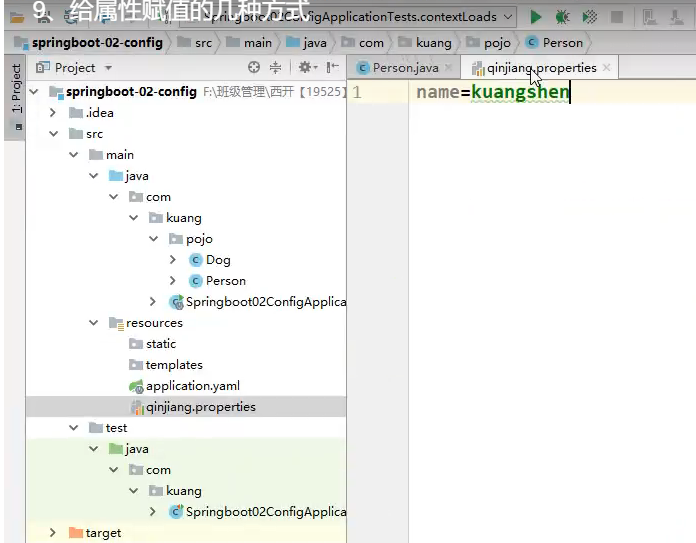 9、给属性赋值的几种方式
ConfigApplicationTests.contextLoads
springboot-02-config src main java com kuang pojo Person
1: Project
Project
Person.java
qinjiang.properties
springboot-02-config F:\班级管理\西开【19525】
1 name=kuangshen
.idea
src
main
java
com
kuang
pojo
Dog
Person
Springboot02ConfigApplica
resources
static
templates
application.yaml
qinjiang.properties
test
java
com
kuang
Springboot02ConfigApplica
target